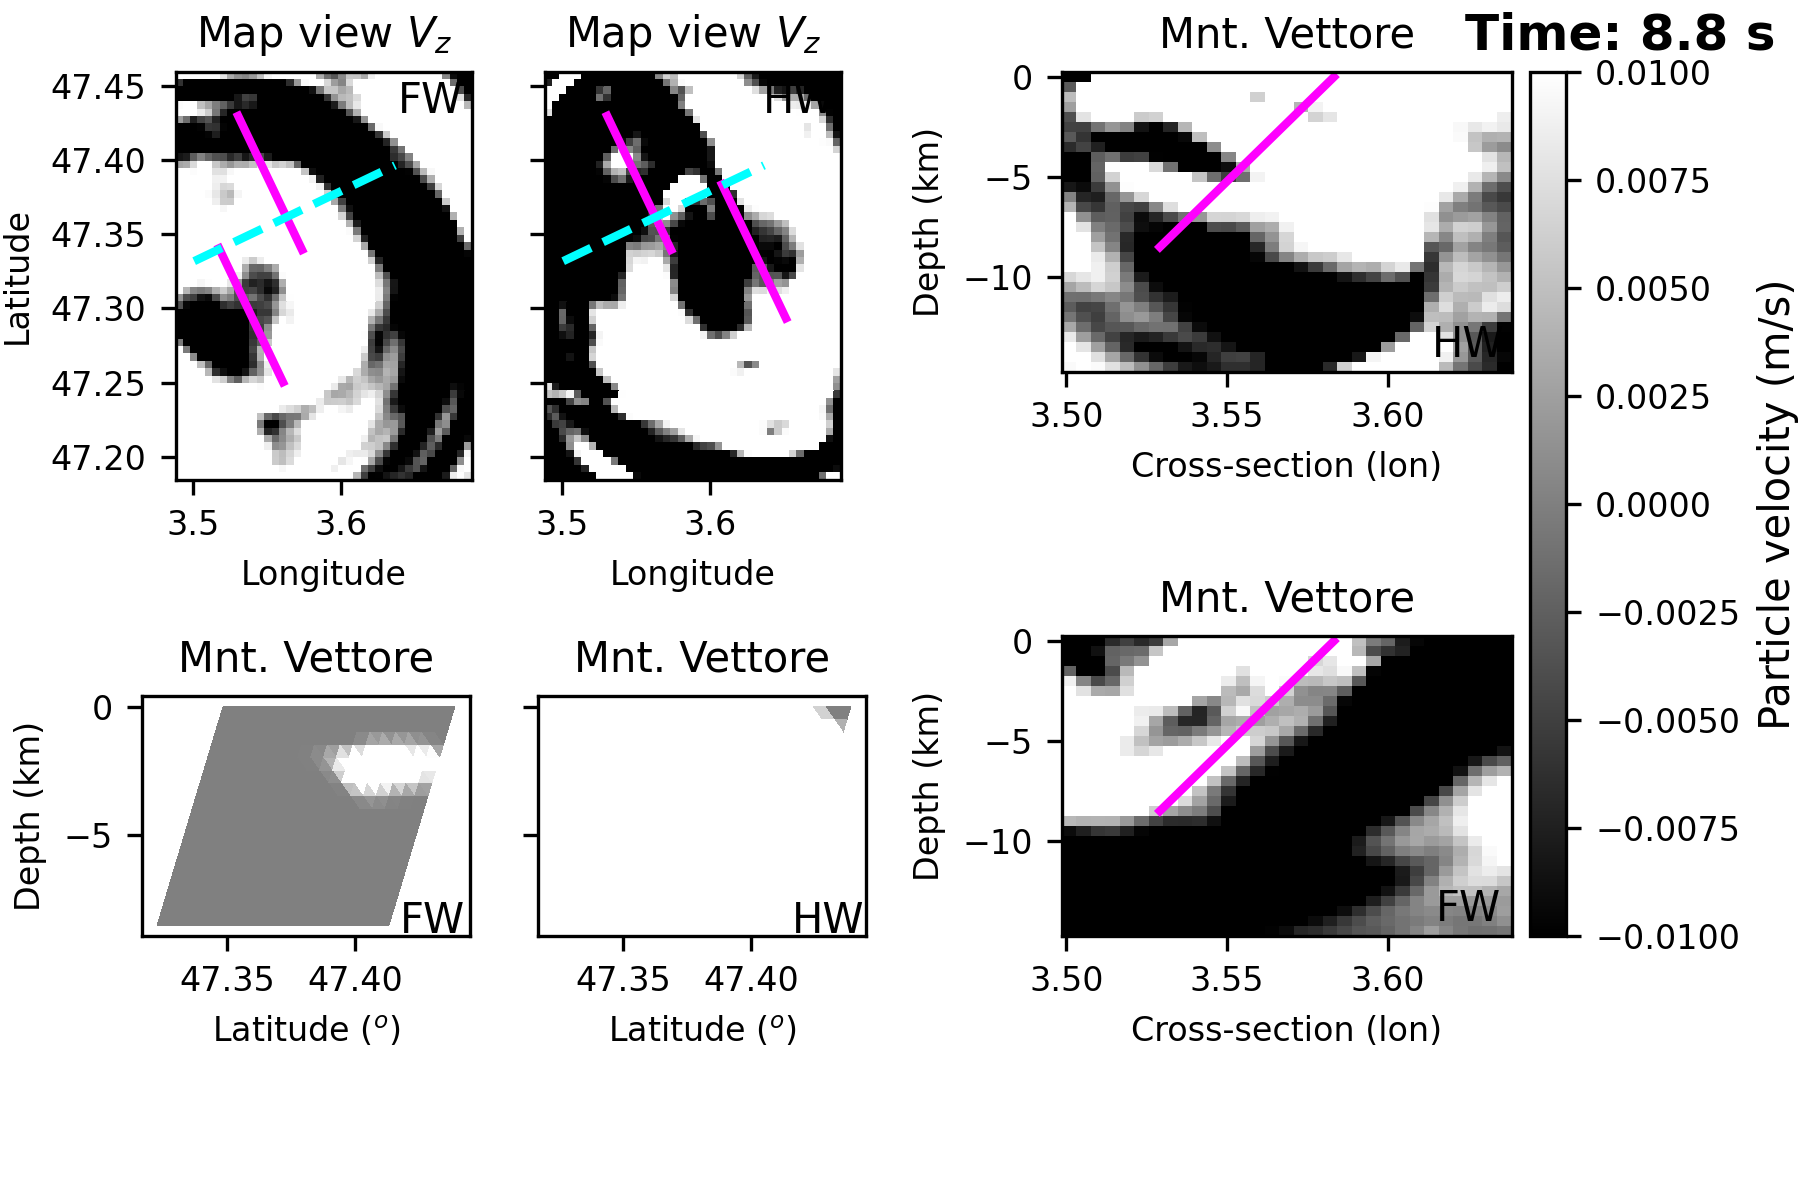 Map view Vz
FW
47.45
47.40
47.35
47.30
47.25
47.20
Latitude
3.5
3.6
Longitude
Map view Vz
HW
3.5
3.6
Longitude
Mnt. Vettore
HW
0
−5
−10
Depth (km)
3.50
3.55
3.60
Cross-section (lon)
Time: 8.8 s
0.0100
0.0075
0.0050
0.0025
0.0000
−0.0025
−0.0050
−0.0075
−0.0100
Particle velocity (m/s)
Mnt. Vettore
FW
0
−5
Depth (km)
47.35
47.40
Latitude (o)
Mnt. Vettore
HW
47.35
47.40
Latitude (o)
Mnt. Vettore
FW
0
−5
−10
Depth (km)
3.50
3.55
3.60
Cross-section (lon)